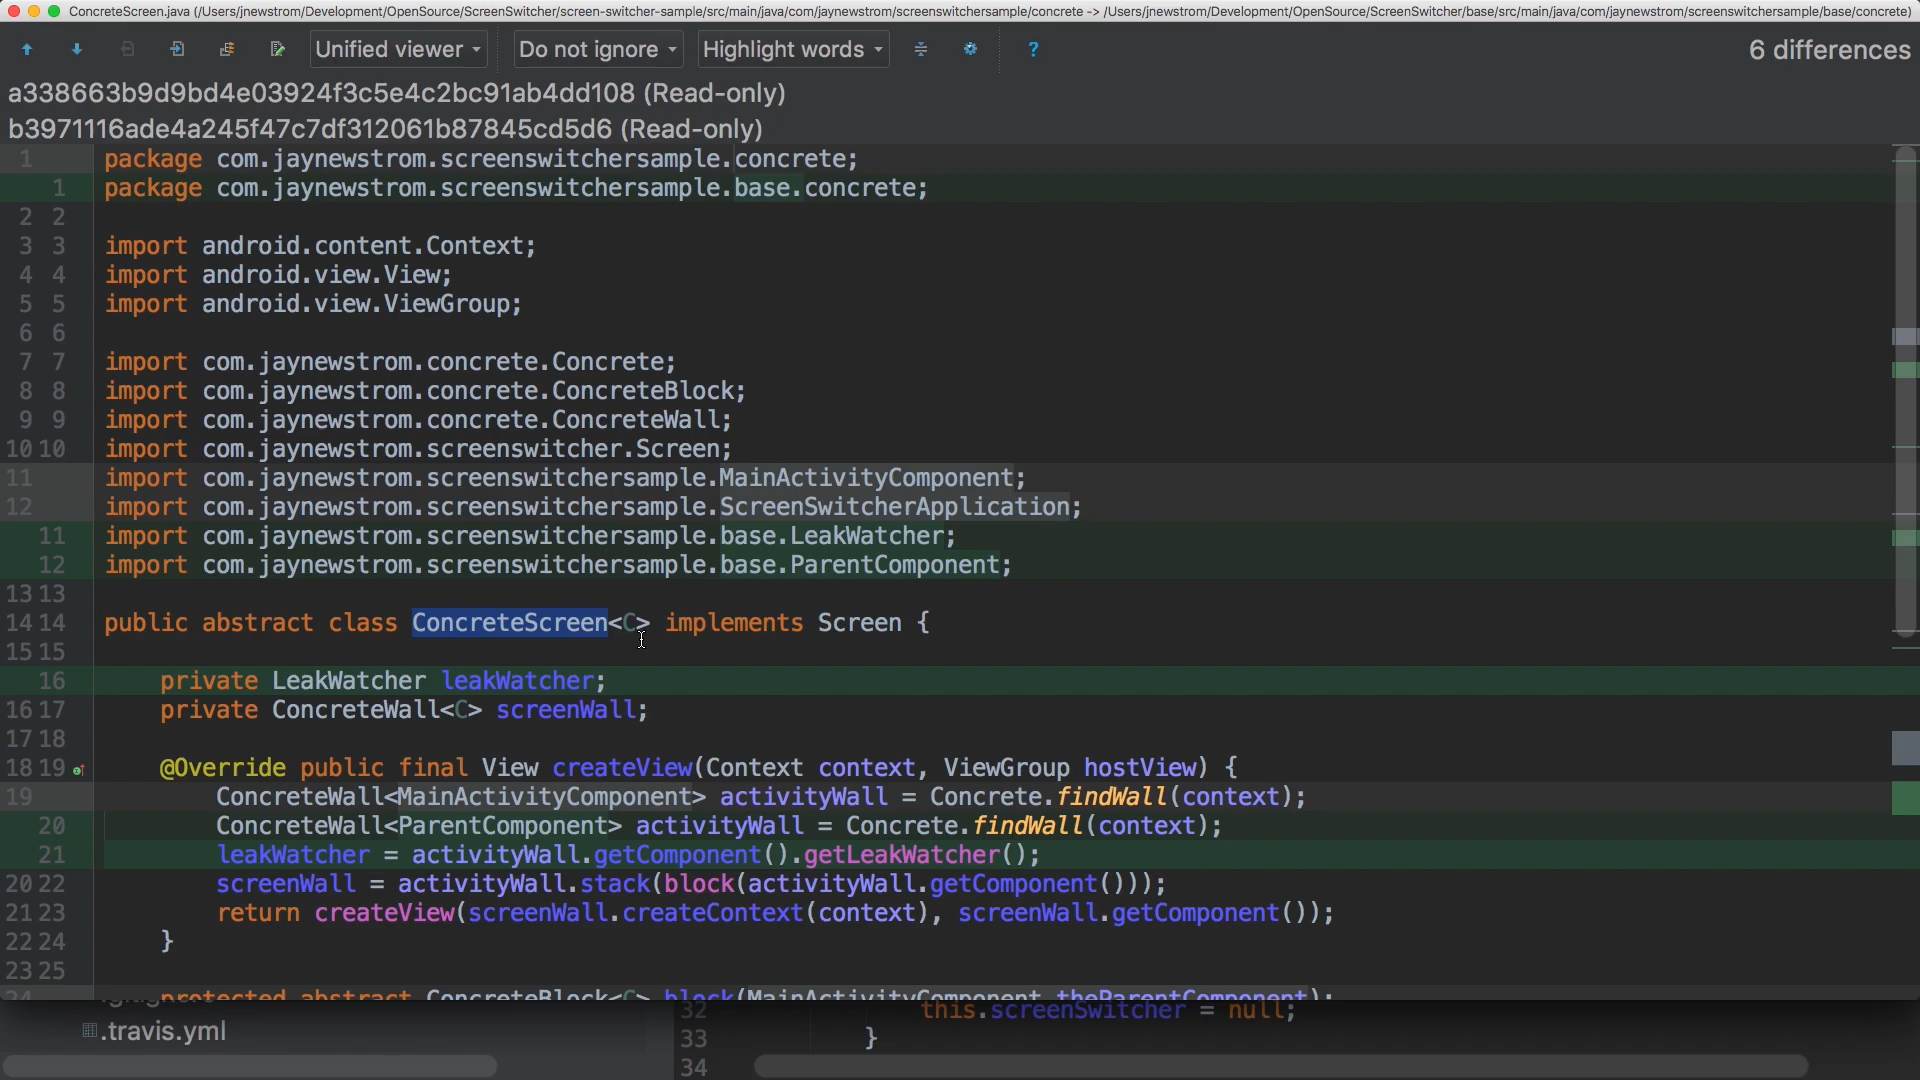 ConcreteScreen.java (/Users/jnewstrom/Development/OpenSource/ScreenSwitcher/screen-switcher-sample/src/main/java/com/jaynewstrom/screenswitchersample/concrete -> /Users/jnewstrom/Development/OpenSource/ScreenSwitcher/base/src/main/java/com/jaynewstrom/screenswitchersample/base/concrete)
Unified viewer Do not ignore Highlight words ? 6 differences
a338663b9d9bd4e03924f3c5e4c2bc91ab4dd108 (Read-only)
b3971116ade4a245f47c7df312061b87845cd5d6 (Read-only)
1 package com.jaynewstrom.screenswitchersample.concrete;
1 package com.jaynewstrom.screenswitchersample.base.concrete;
2 2
3 3 import android.content.Context;
4 4 import android.view.View;
5 5 import android.view.ViewGroup;
6 6
7 7 import com.jaynewstrom.concrete.Concrete;
8 8 import com.jaynewstrom.concrete.ConcreteBlock;
9 9 import com.jaynewstrom.concrete.ConcreteWall;
10 10 import com.jaynewstrom.screenswitcher.Screen;
11 import com.jaynewstrom.screenswitchersample.MainActivityComponent;
12 import com.jaynewstrom.screenswitchersample.ScreenSwitcherApplication;
11 import com.jaynewstrom.screenswitchersample.base.LeakWatcher;
12 import com.jaynewstrom.screenswitchersample.base.ParentComponent;
13 13
14 14 public abstract class ConcreteScreen<C> implements Screen {
15 15
16 private LeakWatcher leakWatcher;
16 17 private ConcreteWall<C> screenWall;
17 18
18 19 @Override public final View createView(Context context, ViewGroup hostView) {
19 ConcreteWall<MainActivityComponent> activityWall = Concrete.findWall(context);
20 ConcreteWall<ParentComponent> activityWall = Concrete.findWall(context);
21 leakWatcher = activityWall.getComponent().getLeakWatcher();
20 22 screenWall = activityWall.stack(block(activityWall.getComponent()));
21 23 return createView(screenWall.createContext(context), screenWall.getComponent());
22 24 }
23 25
24 protected abstract ConcreteBlock<C> block(MainActivityComponent theParentComponent);
32 this.screenSwitcher = null;
.travis.yml
33 }
34